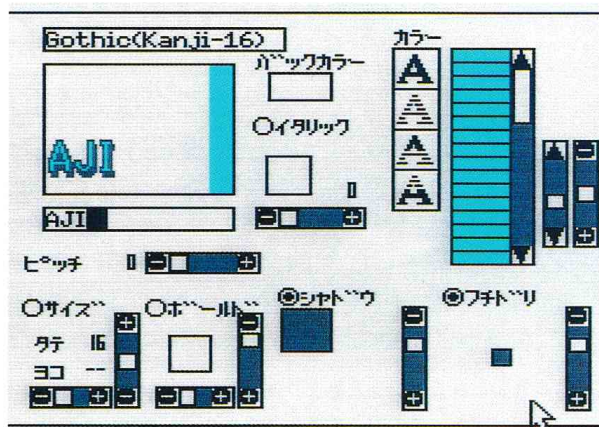 Gothic(Kanji-16)
カラー
バックカラー
A
○イタリック
A
AJI
A
A
0
AJI
ピッチ 0
○サイズ
○ボールド
◉シャドウ
◉フチドリ
タテ 16
ヨコ --